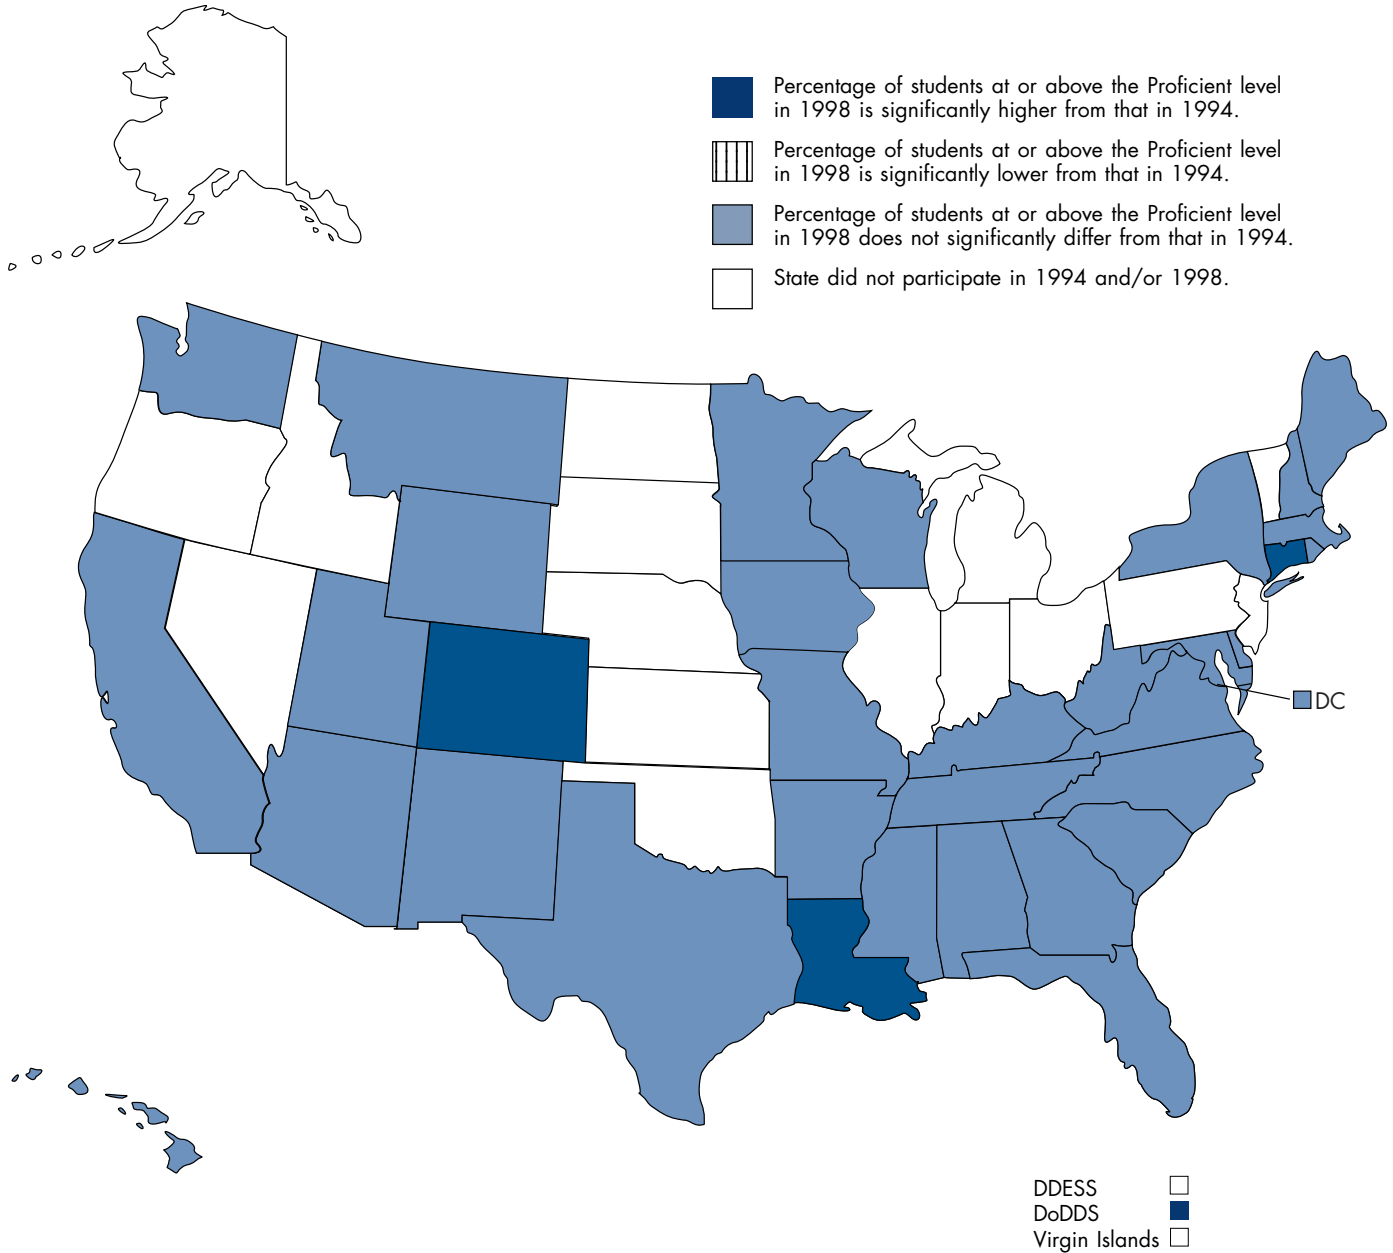 Percentage of students at or above the Proficient level
in 1998 is significantly higher from that in 1994.
Percentage of students at or above the Proficient level
in 1998 is significantly lower from that in 1994.
Percentage of students at or above the Proficient level
in 1998 does not significantly differ from that in 1994.
State did not participate in 1994 and/or 1998.
DC
DDESS
DoDDS
Virgin Islands